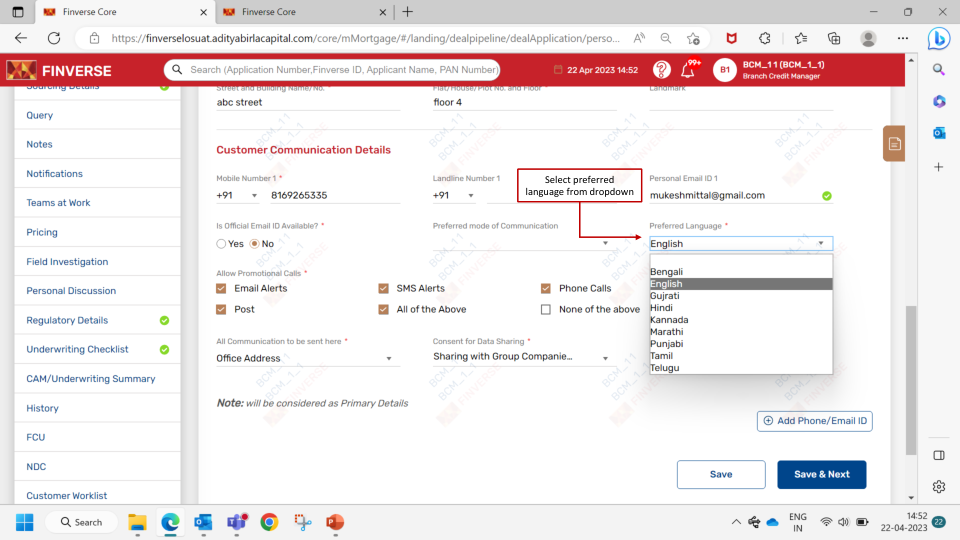 Finverse Core
Finverse Core
https://finverselosuat.adityabirlacapital.com/core/mMortgage/#/landing/dealpipeline/dealApplication/perso...
FINVERSE
Search (Application Number,Finverse ID, Applicant Name, PAN Number)
22 Apr 2023 14:52
99+
B1
BCM_1 1 (BCM_1_1)
Branch Credit Manager
Sourcing Details
Query
Notes
Notifications
Teams at Work
Pricing
Field Investigation
Personal Discussion
Regulatory Details
Underwriting Checklist
CAM/Underwriting Summary
History
FCU
NDC
Customer Worklist
Street and Building Name/No. *
Flat/House/Plot No. and Floor *
Landmark
abc street
floor 4
Customer Communication Details
Mobile Number 1 *
Landline Number 1
Personal Email ID 1
+91
8169265335
+91
mukeshmittal@gmail.com
Select preferred
language from dropdown
Is Official Email ID Available? *
Preferred mode of Communication
Preferred Language *
Yes
No
English
Bengali
English
Gujrati
Hindi
Kannada
Marathi
Punjabi
Tamil
Telugu
Allow Promotional Calls *
Email Alerts
SMS Alerts
Phone Calls
Post
All of the Above
None of the above
All Communication to be sent here *
Consent for Data Sharing *
Office Address
Sharing with Group Companie...
Note: will be considered as Primary Details
Add Phone/Email ID
Save
Save & Next
Search
ENG
IN
14:52
22-04-2023
22